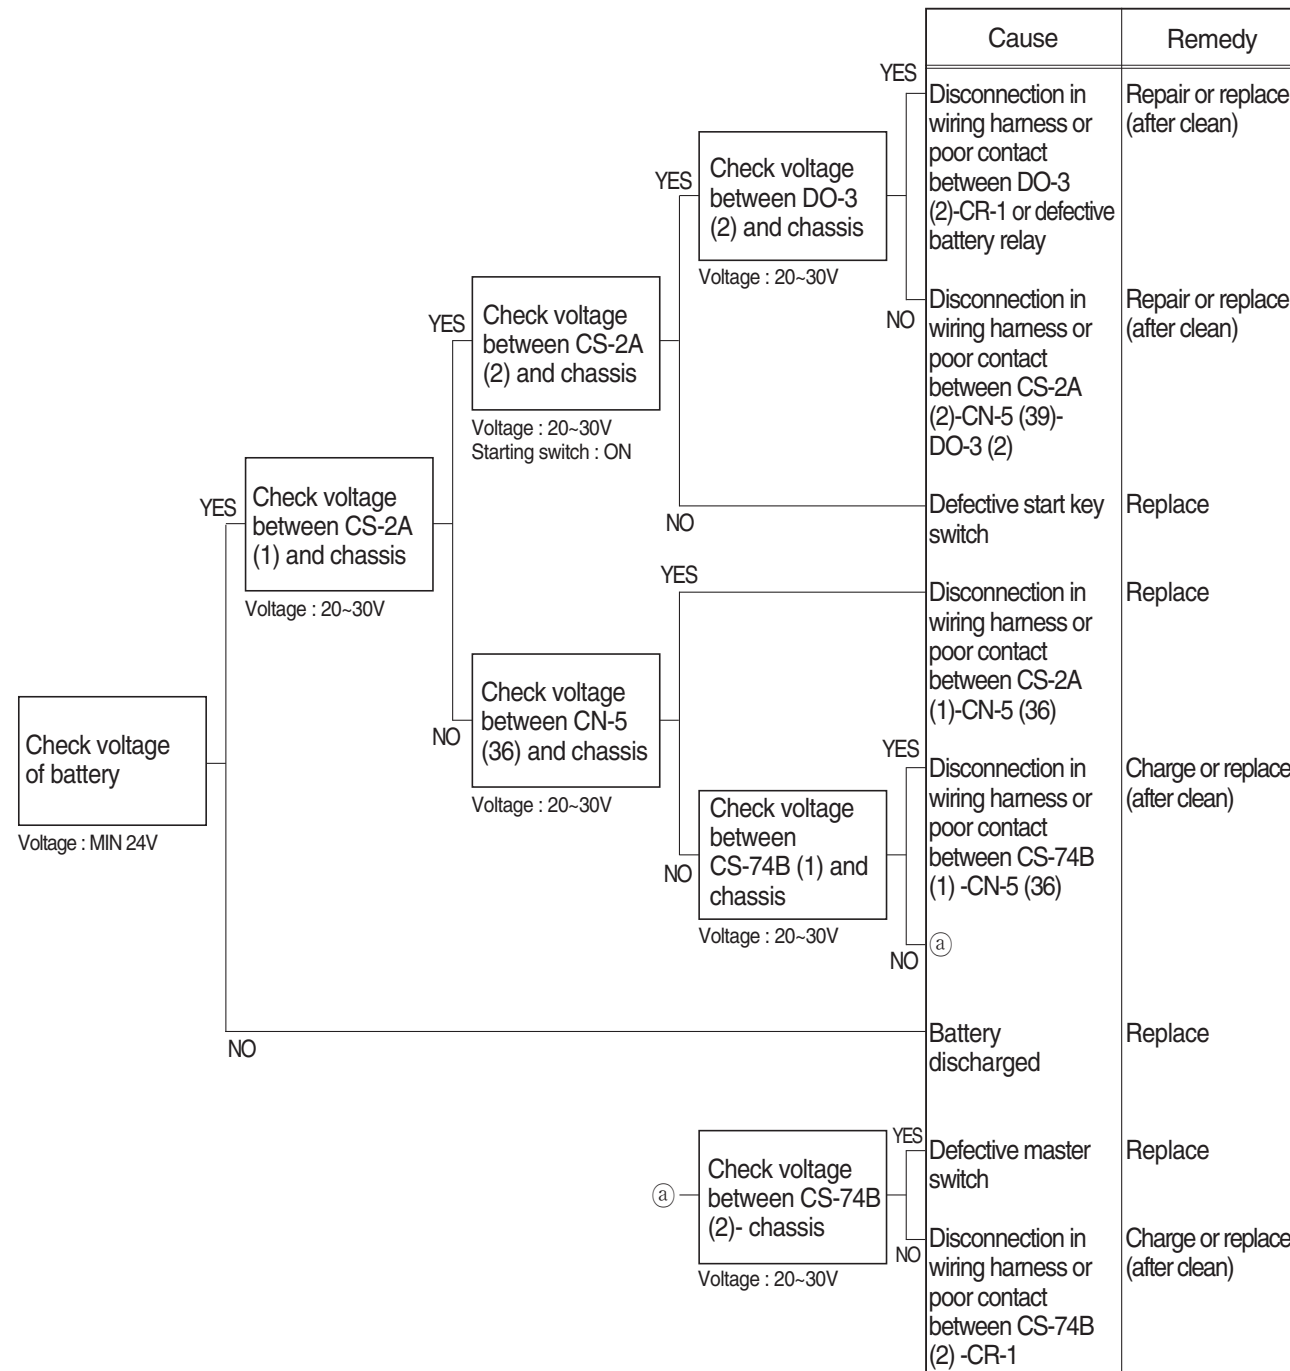 Cause
Remedy
YES
Disconnection in
wiring harness or
poor contact
between DO-3
(2)-CR-1 or defective
battery relay
Repair or replace
(after clean)
YES
Check voltage
between DO-3
(2) and chassis
Voltage : 20~30V
NO
Disconnection in
wiring harness or
poor contact
between CS-2A
(2)-CN-5 (39)-
DO-3 (2)
Repair or replace
(after clean)
YES
Check voltage
between CS-2A
(2) and chassis
Voltage : 20~30V
Starting switch : ON
NO
Defective start key
switch
Replace
YES
Check voltage
between CS-2A
(1) and chassis
Voltage : 20~30V
YES
Disconnection in
wiring harness or
poor contact
between CS-2A
(1)-CN-5 (36)
Replace
NO
Check voltage
between CN-5
(36) and chassis
Voltage : 20~30V
Check voltage
of battery
Voltage : MIN 24V
YES
Disconnection in
wiring harness or
poor contact
between CS-74B
(1) -CN-5 (36)
Charge or replace
(after clean)
NO
Check voltage
between
CS-74B (1) and
chassis
Voltage : 20~30V
NO
ⓐ
NO
Battery
discharged
Replace
ⓐ
Check voltage
between CS-74B
(2)- chassis
Voltage : 20~30V
YES
Defective master
switch
Replace
NO
Disconnection in
wiring harness or
poor contact
between CS-74B
(2) -CR-1
Charge or replace
(after clean)